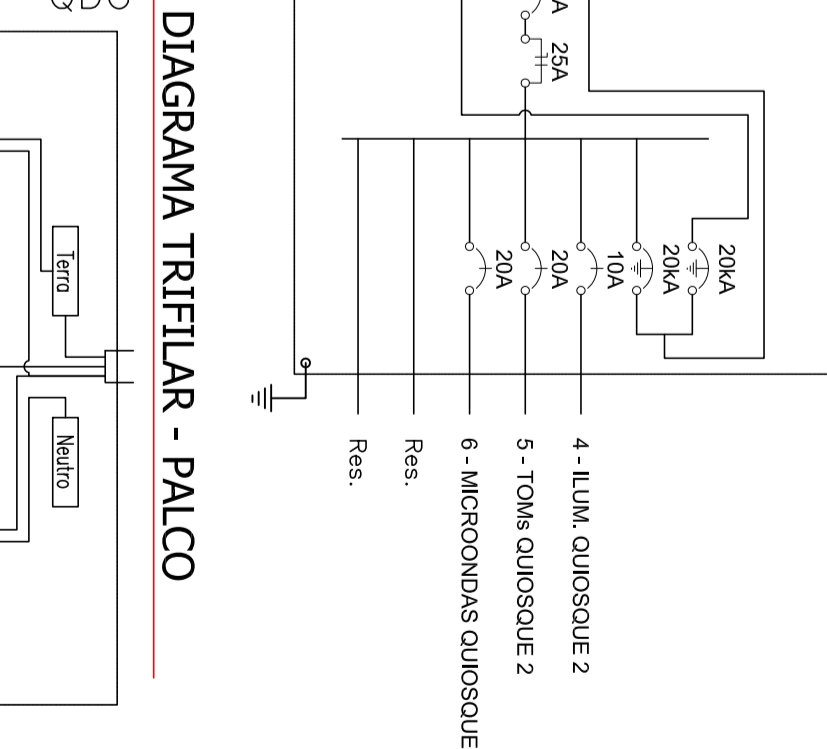 A
25A
20kA
20kA
10A
20A
20A
4 - ILUM. QUIOSQUE 2
5 - TOMs QUIOSQUE 2
6 - MICROONDAS QUIOSQUE
Res.
Res.
DIAGRAMA TRIFILAR - PALCO
Terra
Neutro